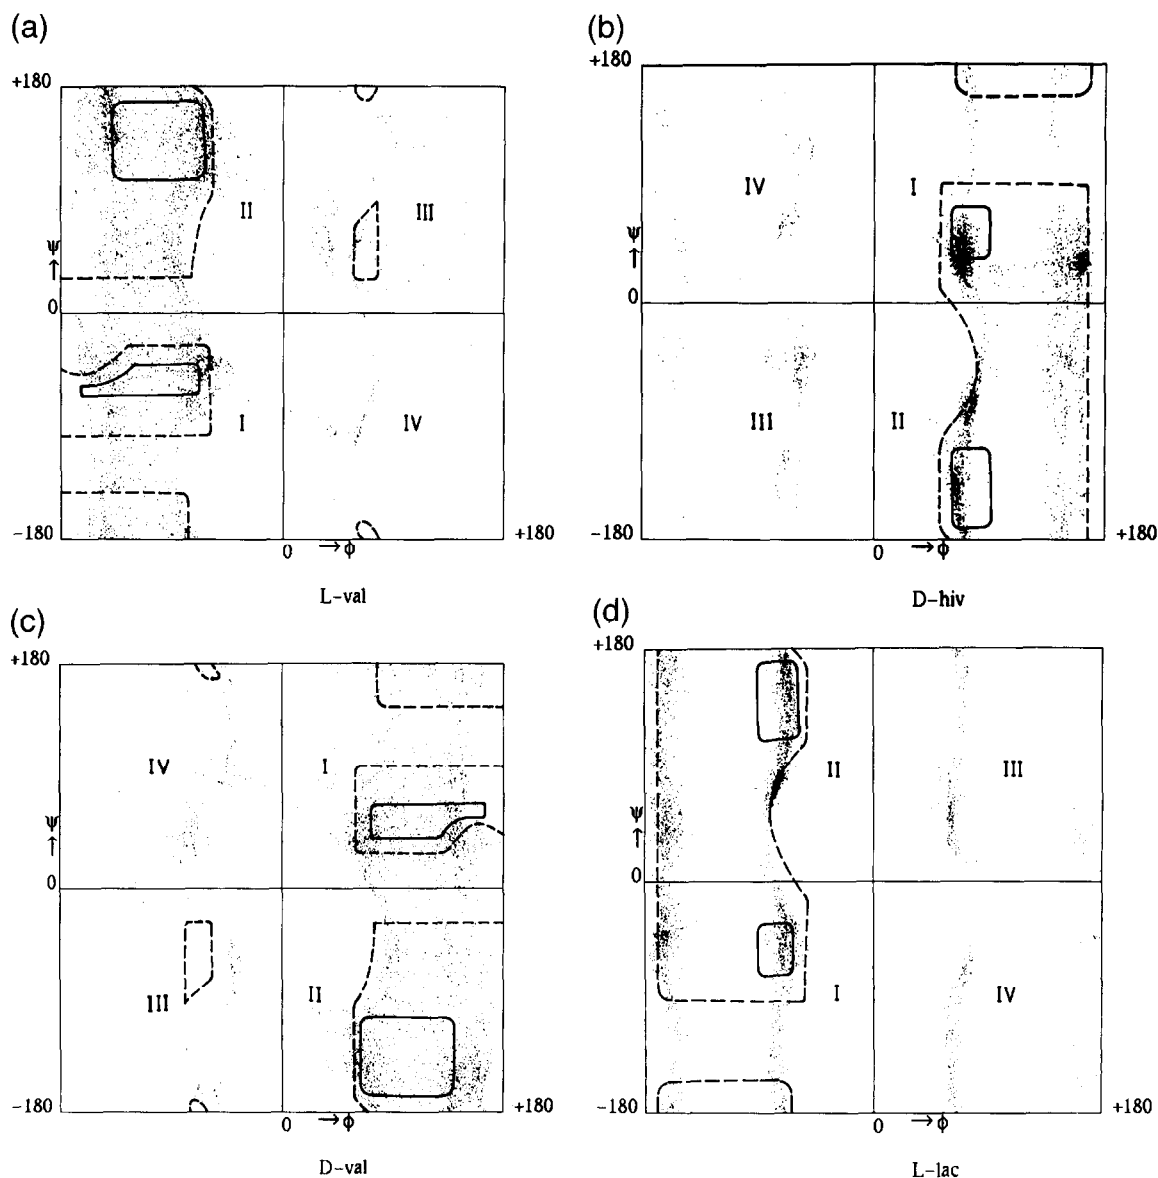 (a)
+180
II
III
ψ
↑
0
I
IV
-180
0 →ϕ
+180
L-val
(b)
+180
IV
I
ψ
↑
0
III
II
-180
0 →ϕ
+180
D-hiv
(c)
+180
IV
I
ψ
↑
0
III
II
-180
0 →ϕ
+180
D-val
(d)
+180
II
III
ψ
↑
0
I
IV
-180
0 →ϕ
+180
L-lac